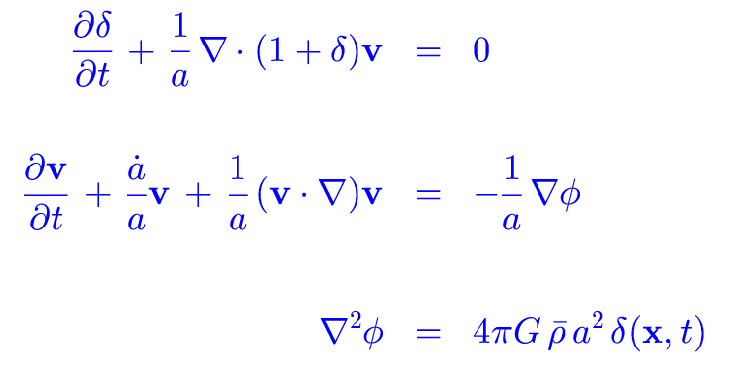 ∂δ/∂t + 1/a ∇ · (1 + δ)v = 0
∂v/∂t + ȧ/a v + 1/a (v · ∇)v = −1/a ∇ϕ
∇²ϕ = 4πG ρ̄ a² δ(x, t)